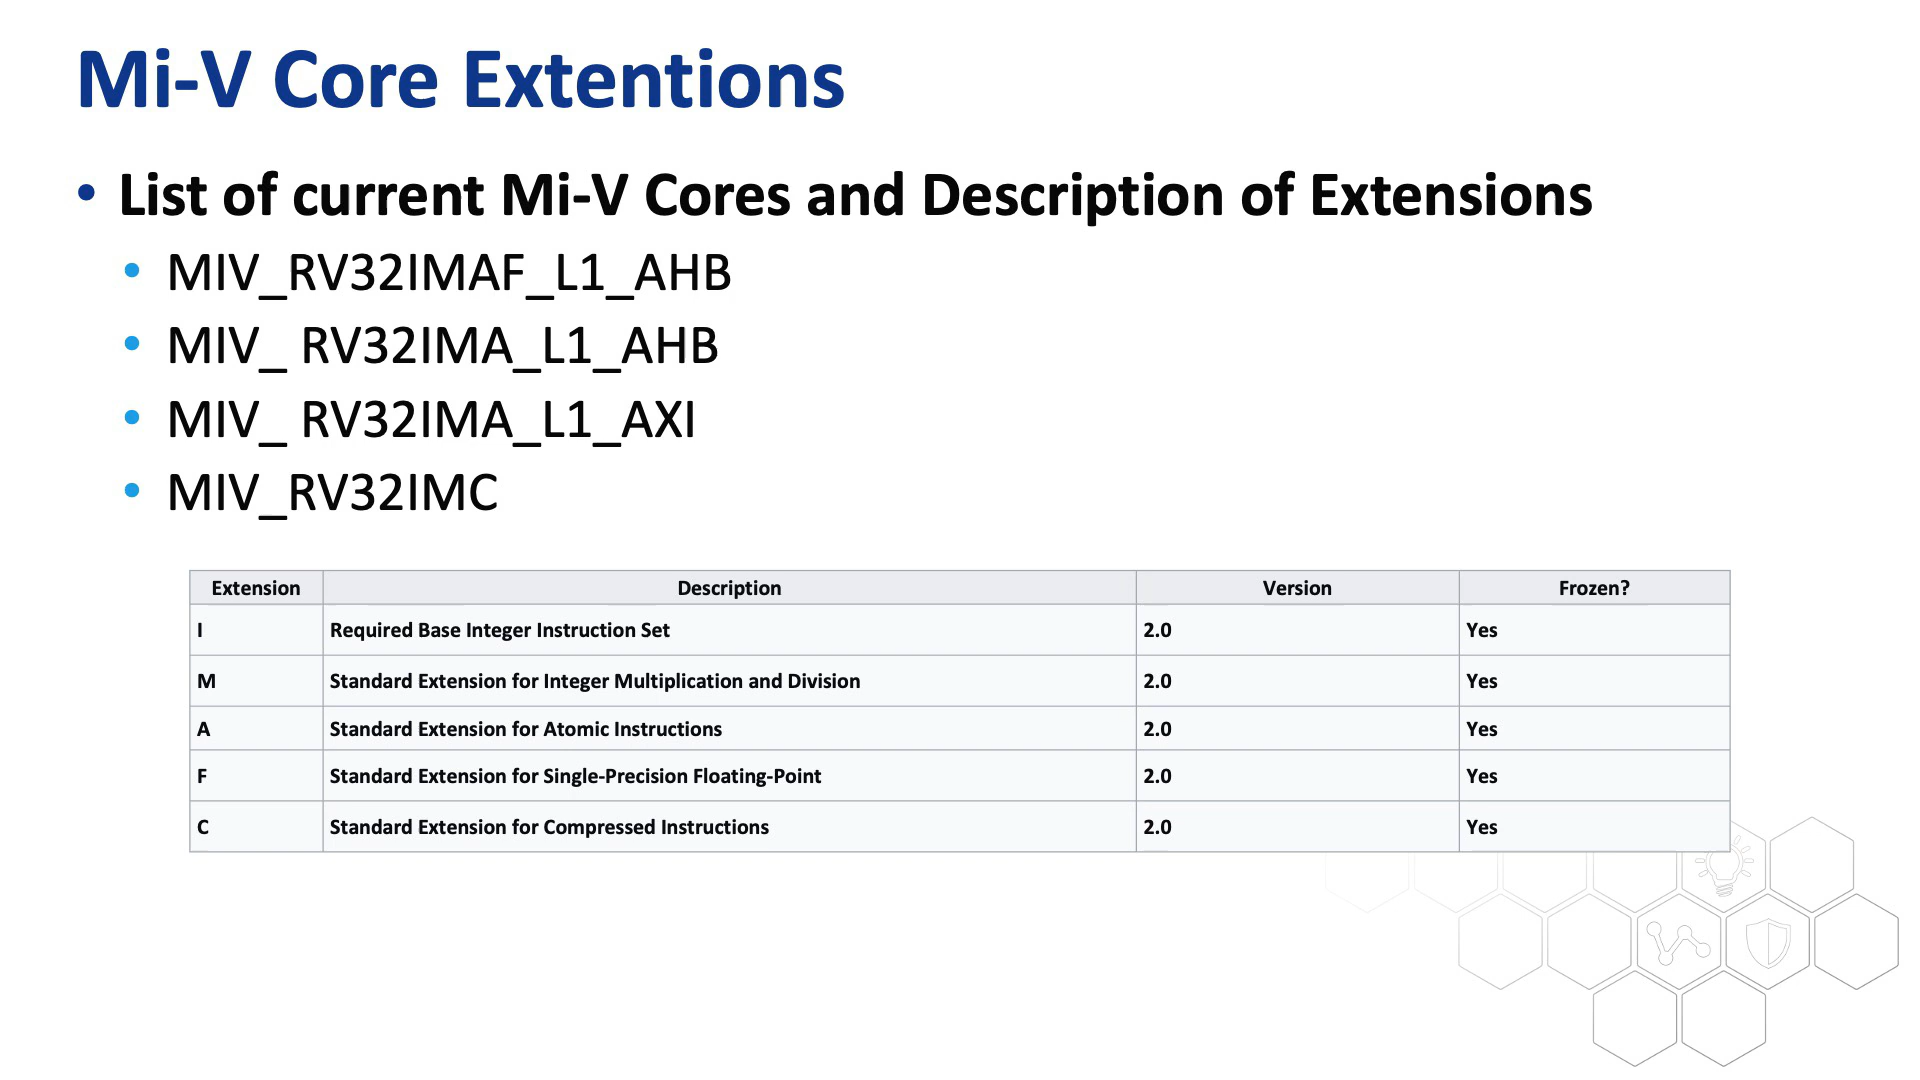 Mi-V Core Extentions
• List of current Mi-V Cores and Description of Extensions
• MIV_RV32IMAF_L1_AHB
• MIV_ RV32IMA_L1_AHB
• MIV_ RV32IMA_L1_AXI
• MIV_RV32IMC
Extension Description Version Frozen?
I Required Base Integer Instruction Set 2.0 Yes
M Standard Extension for Integer Multiplication and Division 2.0 Yes
A Standard Extension for Atomic Instructions 2.0 Yes
F Standard Extension for Single-Precision Floating-Point 2.0 Yes
C Standard Extension for Compressed Instructions 2.0 Yes